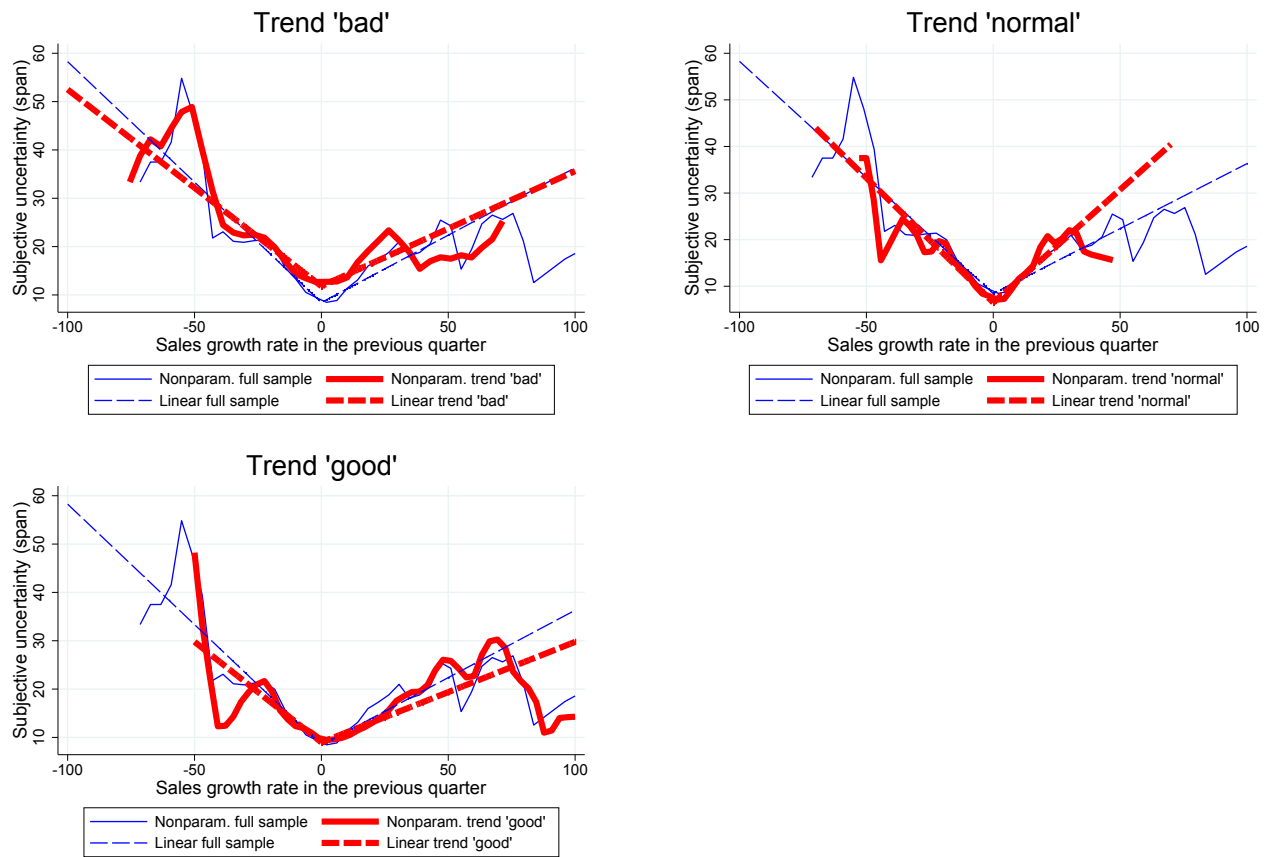 Trend 'bad'
Subjective uncertainty (span)
60
50
40
30
20
10
-100 -50 0 50 100
Sales growth rate in the previous quarter
Nonparam. full sample Nonparam. trend 'bad'
Linear full sample Linear trend 'bad'
Trend 'normal'
Subjective uncertainty (span)
60
50
40
30
20
10
-100 -50 0 50 100
Sales growth rate in the previous quarter
Nonparam. full sample Nonparam. trend 'normal'
Linear full sample Linear trend 'normal'
Trend 'good'
Subjective uncertainty (span)
60
50
40
30
20
10
-100 -50 0 50 100
Sales growth rate in the previous quarter
Nonparam. full sample Nonparam. trend 'good'
Linear full sample Linear trend 'good'